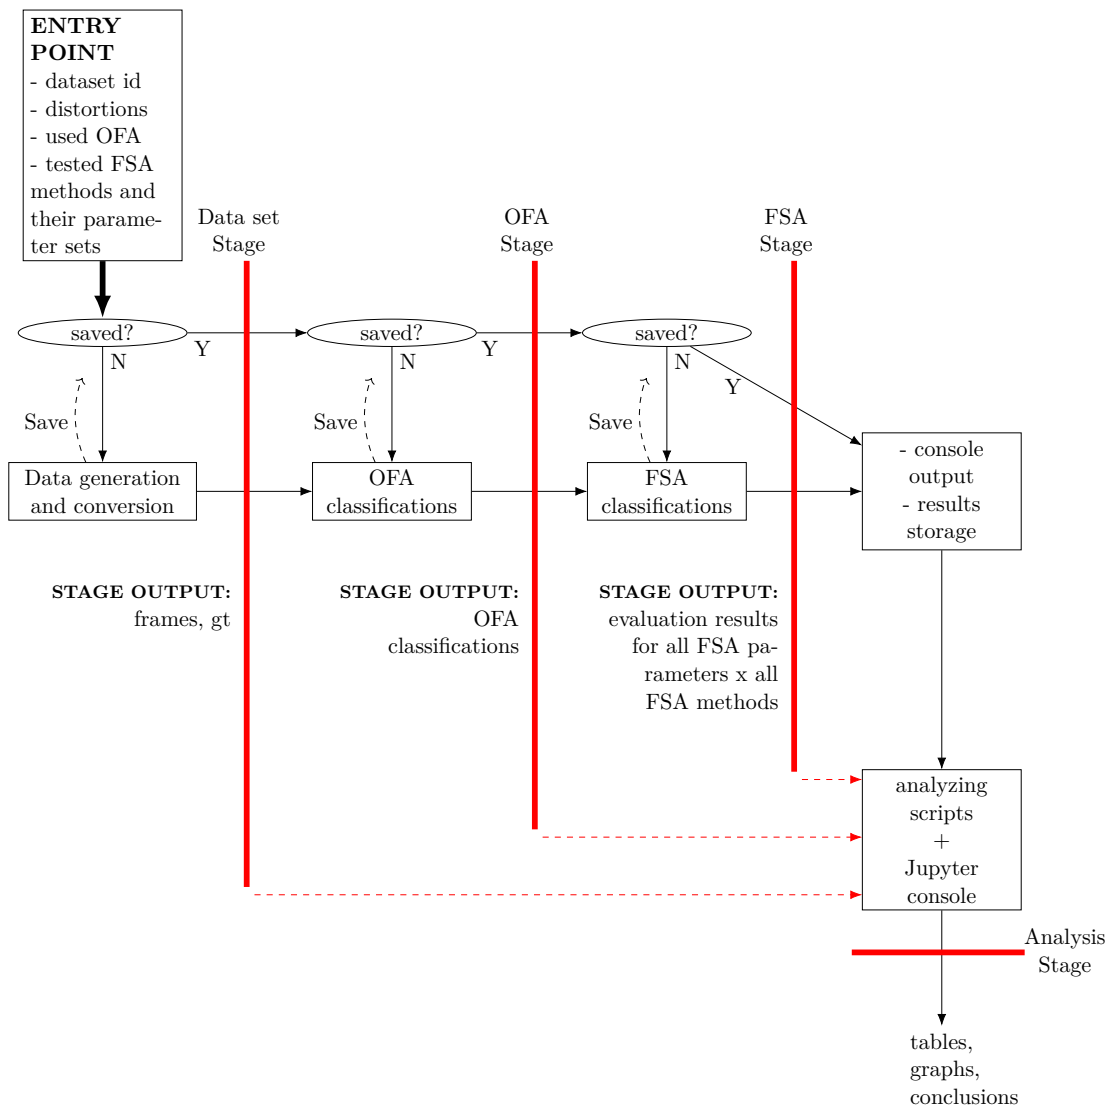 ENTRY
POINT
- dataset id
- distortions
- used OFA
- tested FSA
methods and
their parame-
ter sets
Data set
Stage
OFA
Stage
FSA
Stage
saved?
saved?
saved?
N
Y
N
Y
N
Y
Save
Save
Save
Data generation
and conversion
OFA
classifications
FSA
classifications
- console
output
- results
storage
STAGE OUTPUT:
frames, gt
STAGE OUTPUT:
OFA
classifications
STAGE OUTPUT:
evaluation results
for all FSA pa-
rameters x all
FSA methods
analyzing
scripts
+
Jupyter
console
Analysis
Stage
tables,
graphs,
conclusions